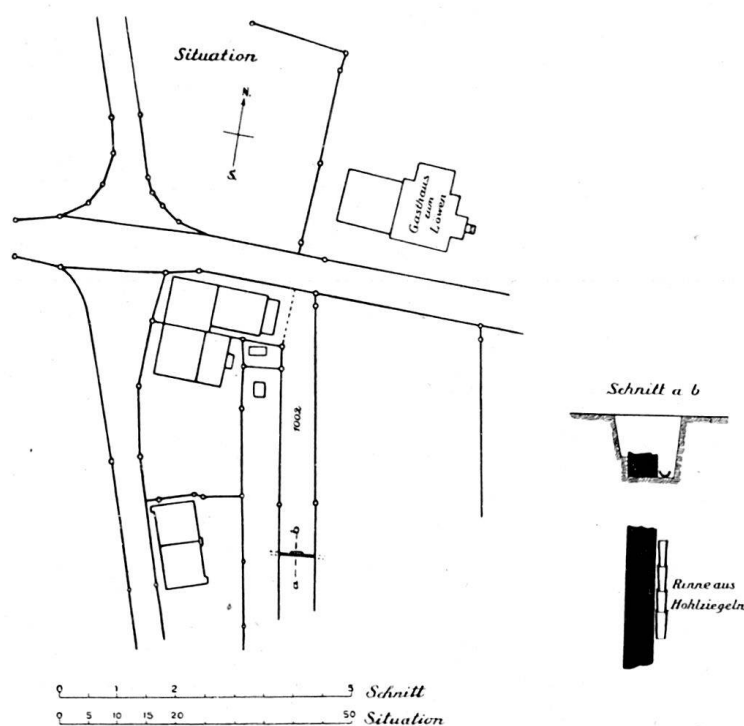 Situation
N.
S.
Gasthaus
zum
Löwen
1002
a
b
Schnitt a b
Rinne aus
Hohlziegeln
0 1 2 5 Schnitt
0 5 10 15 20 50 Situation